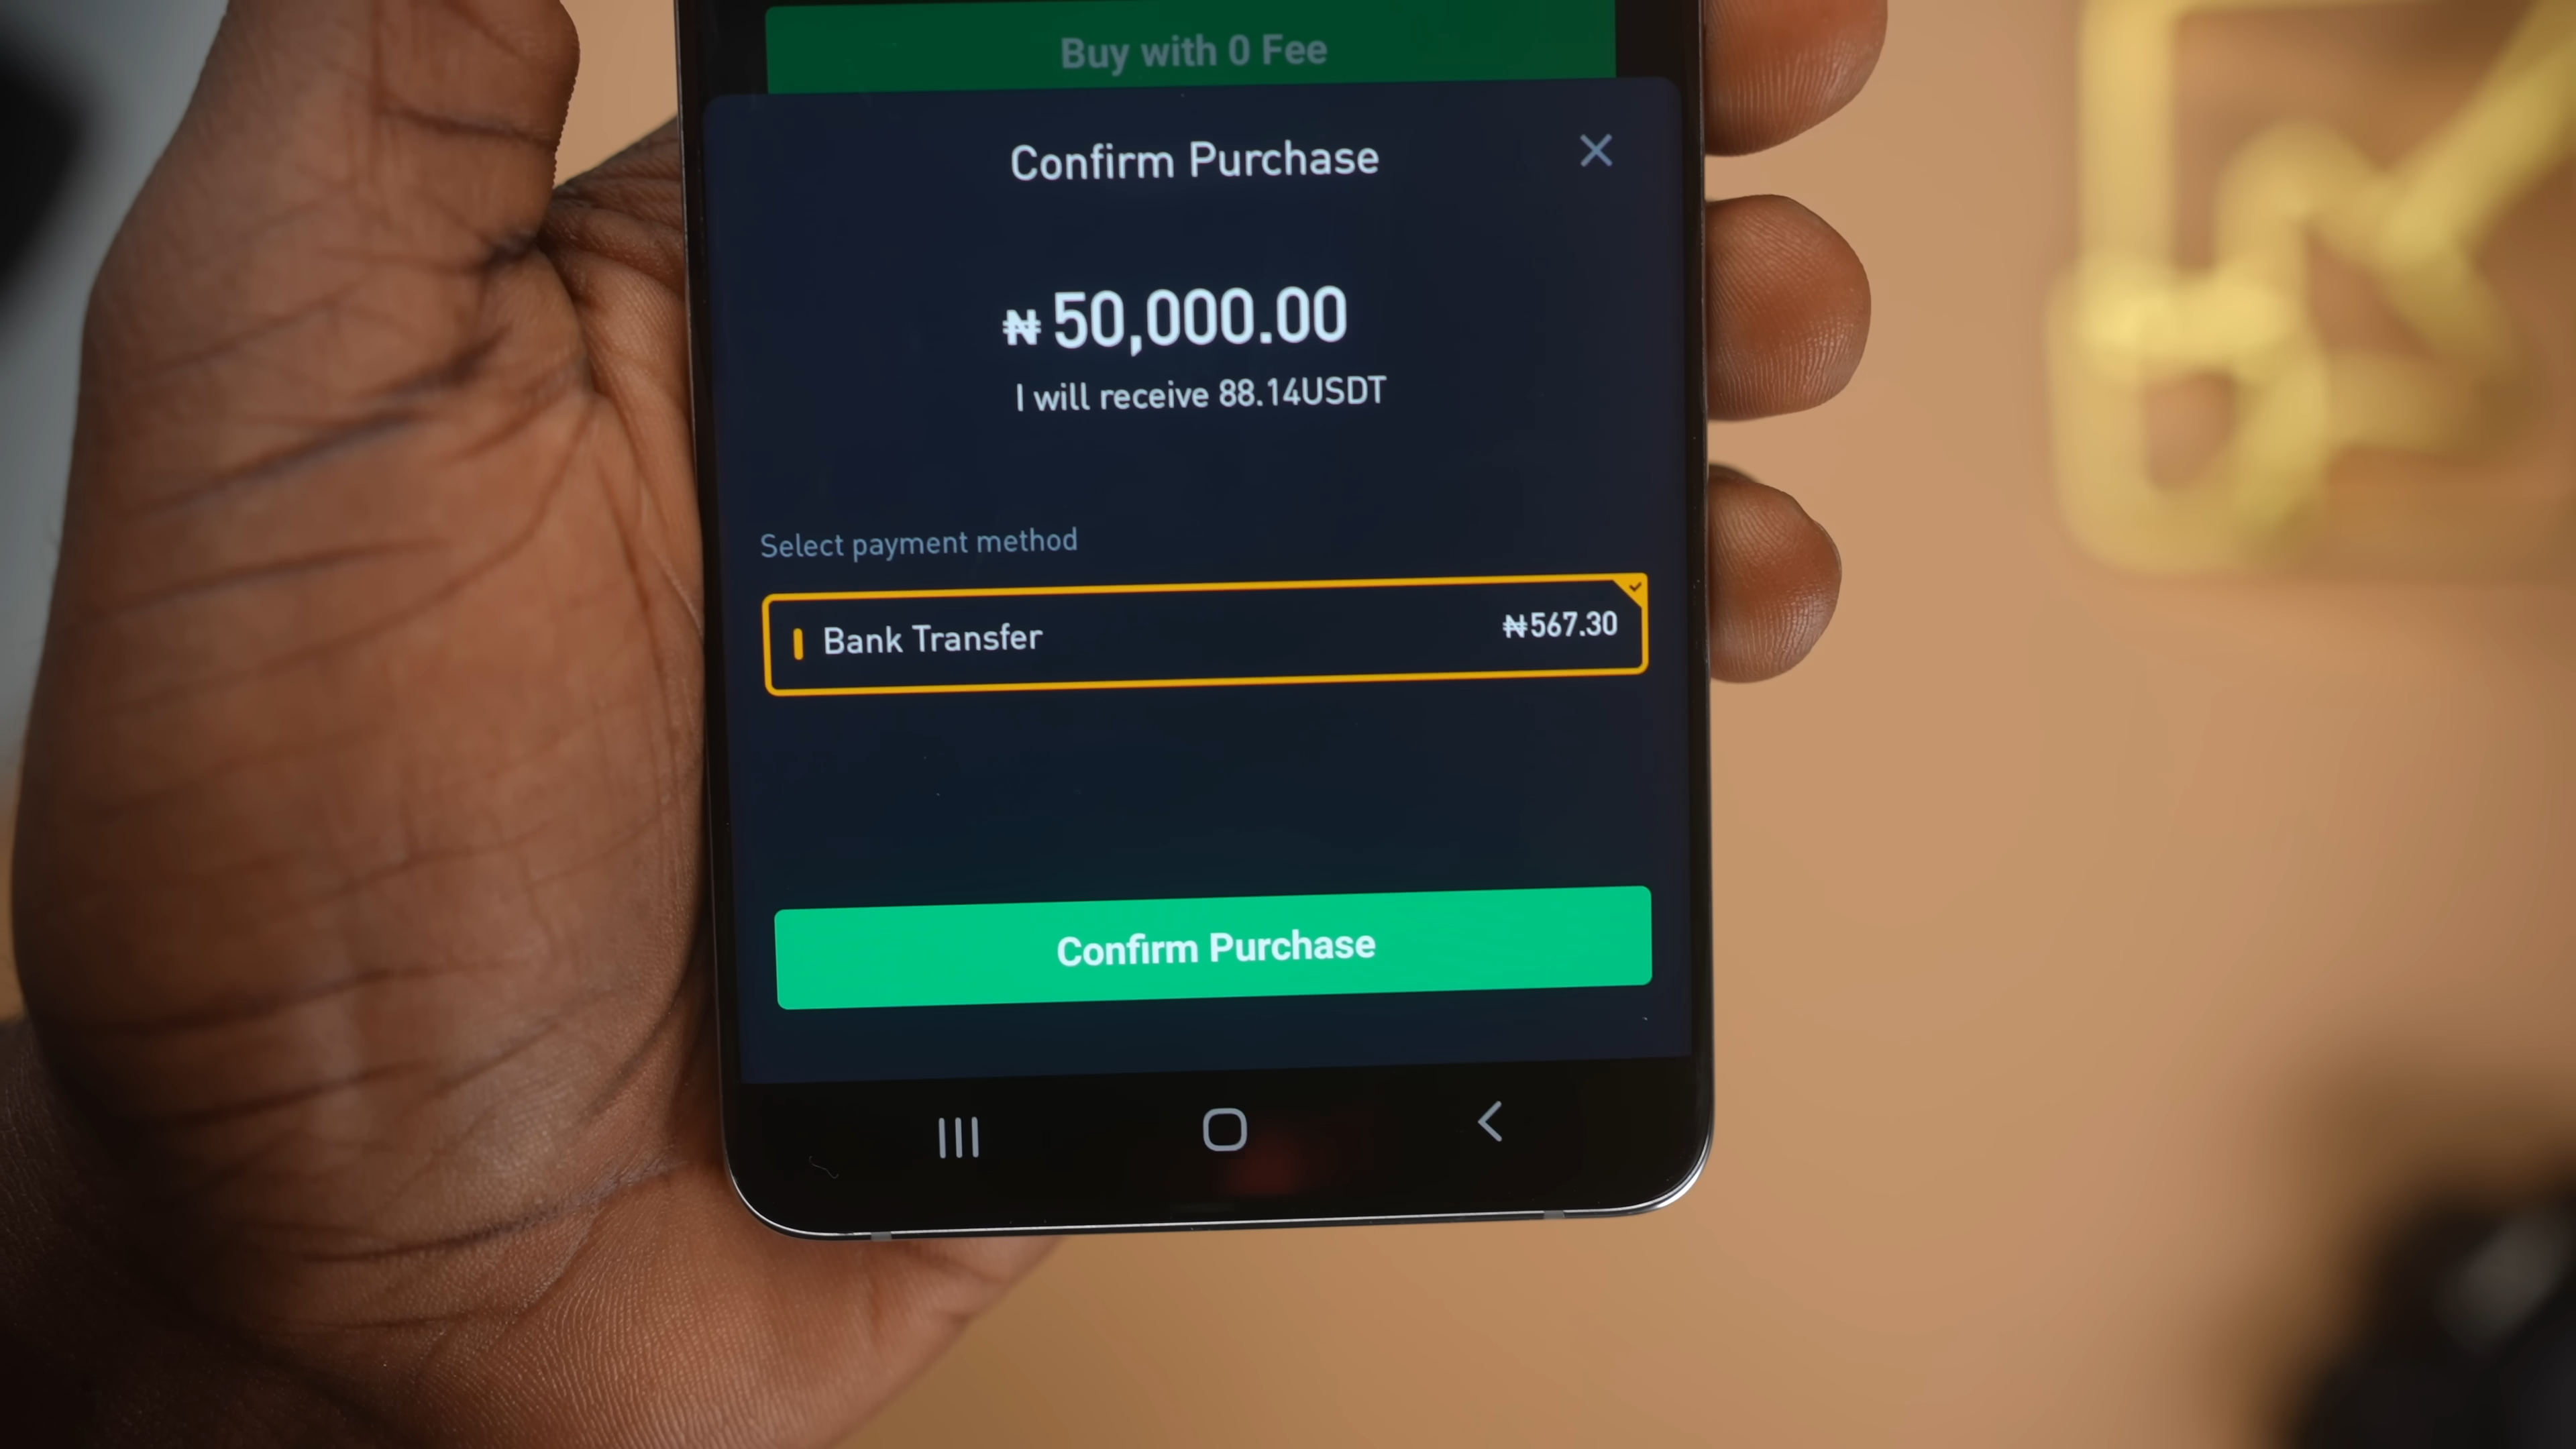 Buy with 0 Fee
Confirm Purchase
₦ 50,000.00
I will receive 88.14USDT
Select payment method
Bank Transfer ₦567.30
Confirm Purchase